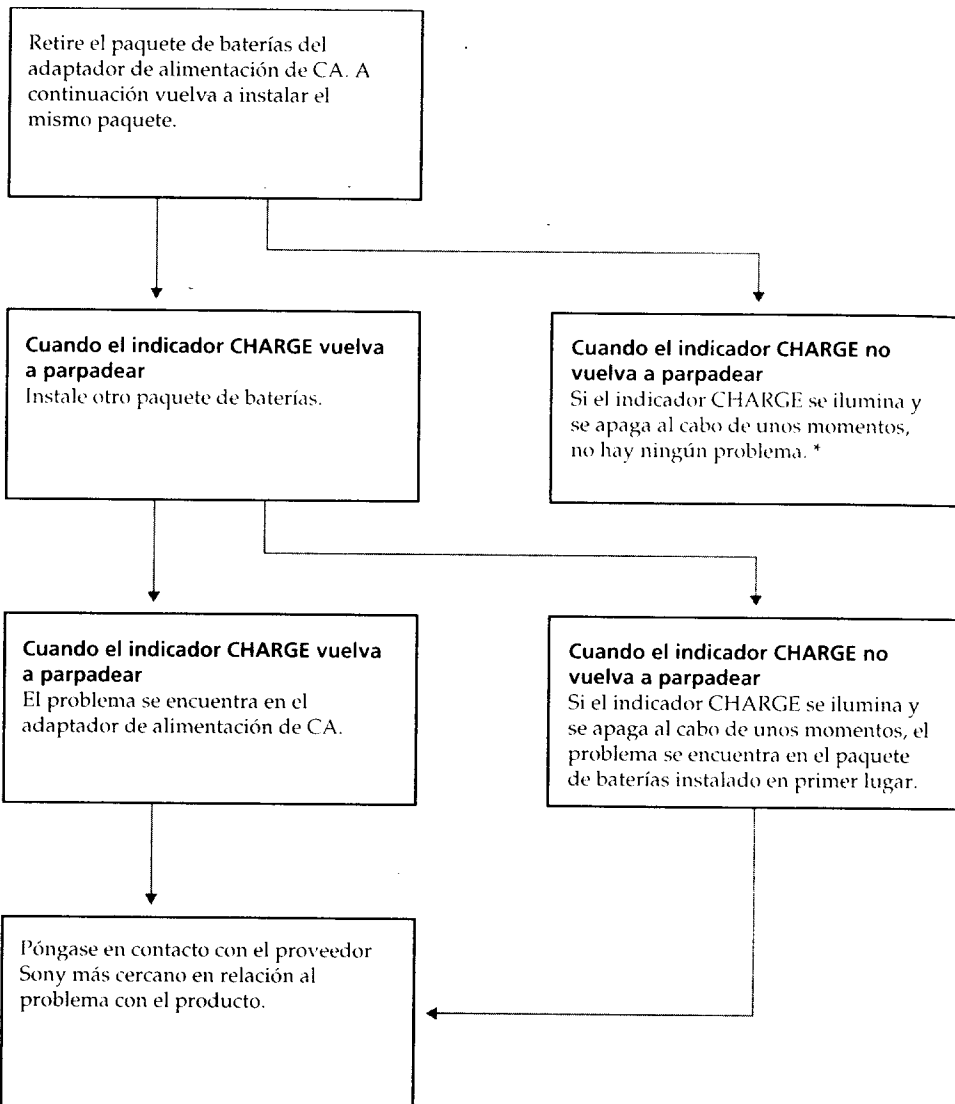 Retire el paquete de baterías del
adaptador de alimentación de CA. A
continuación vuelva a instalar el
mismo paquete.
Cuando el indicador CHARGE vuelva
a parpadear
Instale otro paquete de baterías.
Cuando el indicador CHARGE no
vuelva a parpadear
Si el indicador CHARGE se ilumina y
se apaga al cabo de unos momentos,
no hay ningún problema. *
Cuando el indicador CHARGE vuelva
a parpadear
El problema se encuentra en el
adaptador de alimentación de CA.
Cuando el indicador CHARGE no
vuelva a parpadear
Si el indicador CHARGE se ilumina y
se apaga al cabo de unos momentos, el
problema se encuentra en el paquete
de baterías instalado en primer lugar.
Póngase en contacto con el proveedor
Sony más cercano en relación al
problema con el producto.